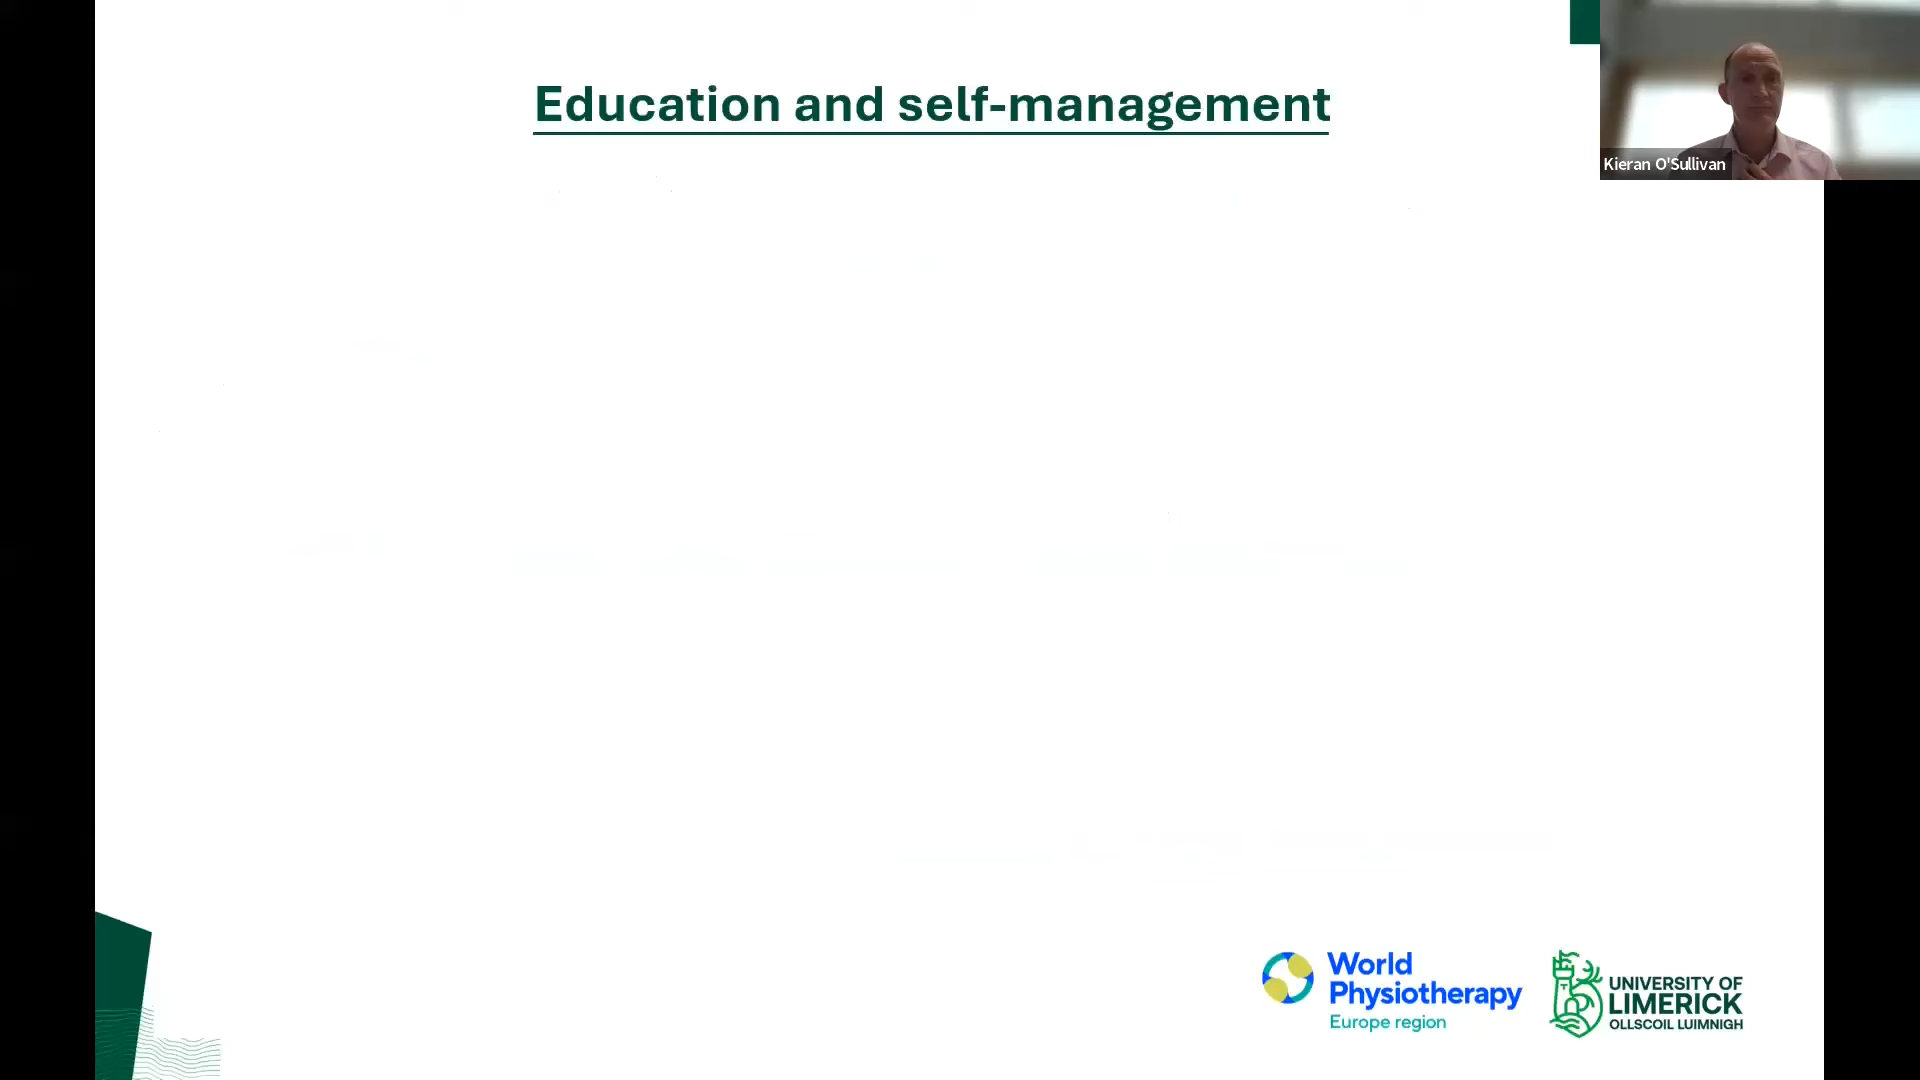 Education and self-management
Kieran O'Sullivan
World
Physiotherapy
Europe region
UNIVERSITY OF
LIMERICK
OLLSCOIL LUIMNIGH